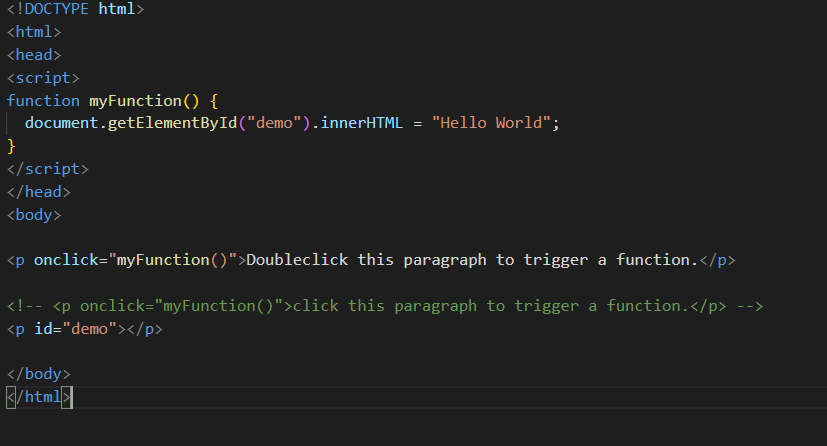 <!DOCTYPE html>
<html>
<head>
<script>
function myFunction() {
  document.getElementById("demo").innerHTML = "Hello World";
}
</script>
</head>
<body>

<p onclick="myFunction()">Doubleclick this paragraph to trigger a function.</p>

<!-- <p onclick="myFunction()">click this paragraph to trigger a function.</p> -->
<p id="demo"></p>

</body>
</html>